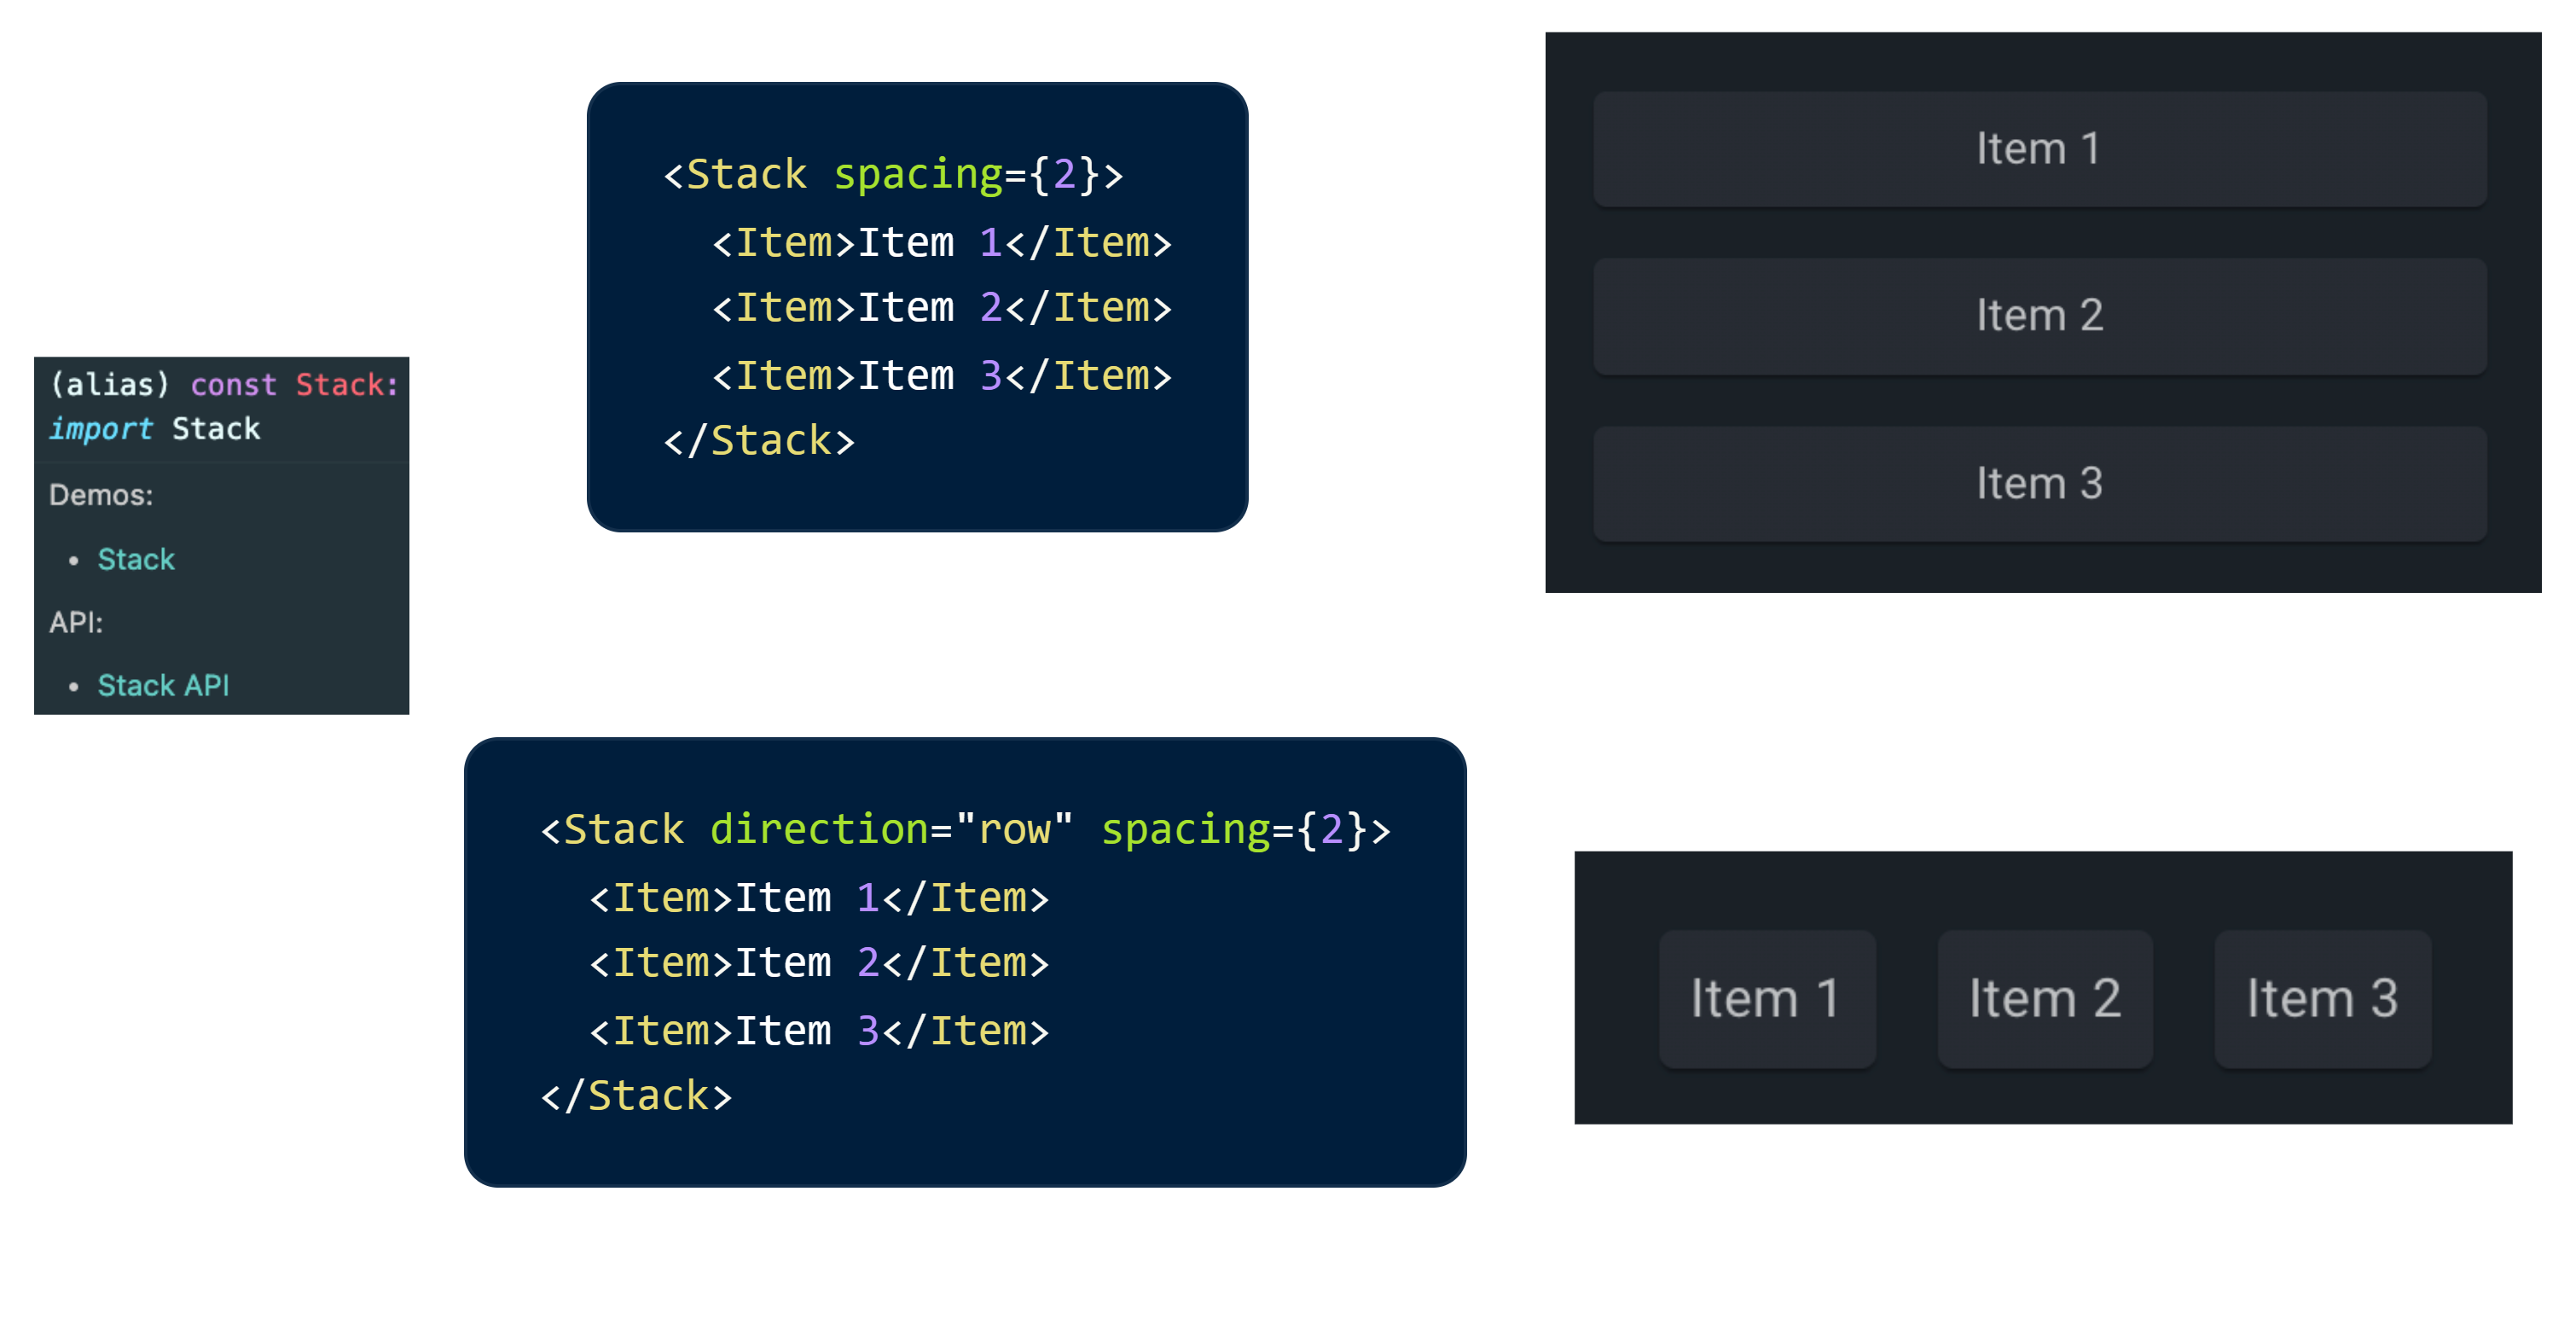 (alias) const Stack:
import Stack
Demos:
• Stack
API:
• Stack API
<Stack spacing={2}>
  <Item>Item 1</Item>
  <Item>Item 2</Item>
  <Item>Item 3</Item>
</Stack>
Item 1
Item 2
Item 3
<Stack direction="row" spacing={2}>
  <Item>Item 1</Item>
  <Item>Item 2</Item>
  <Item>Item 3</Item>
</Stack>
Item 1 Item 2 Item 3